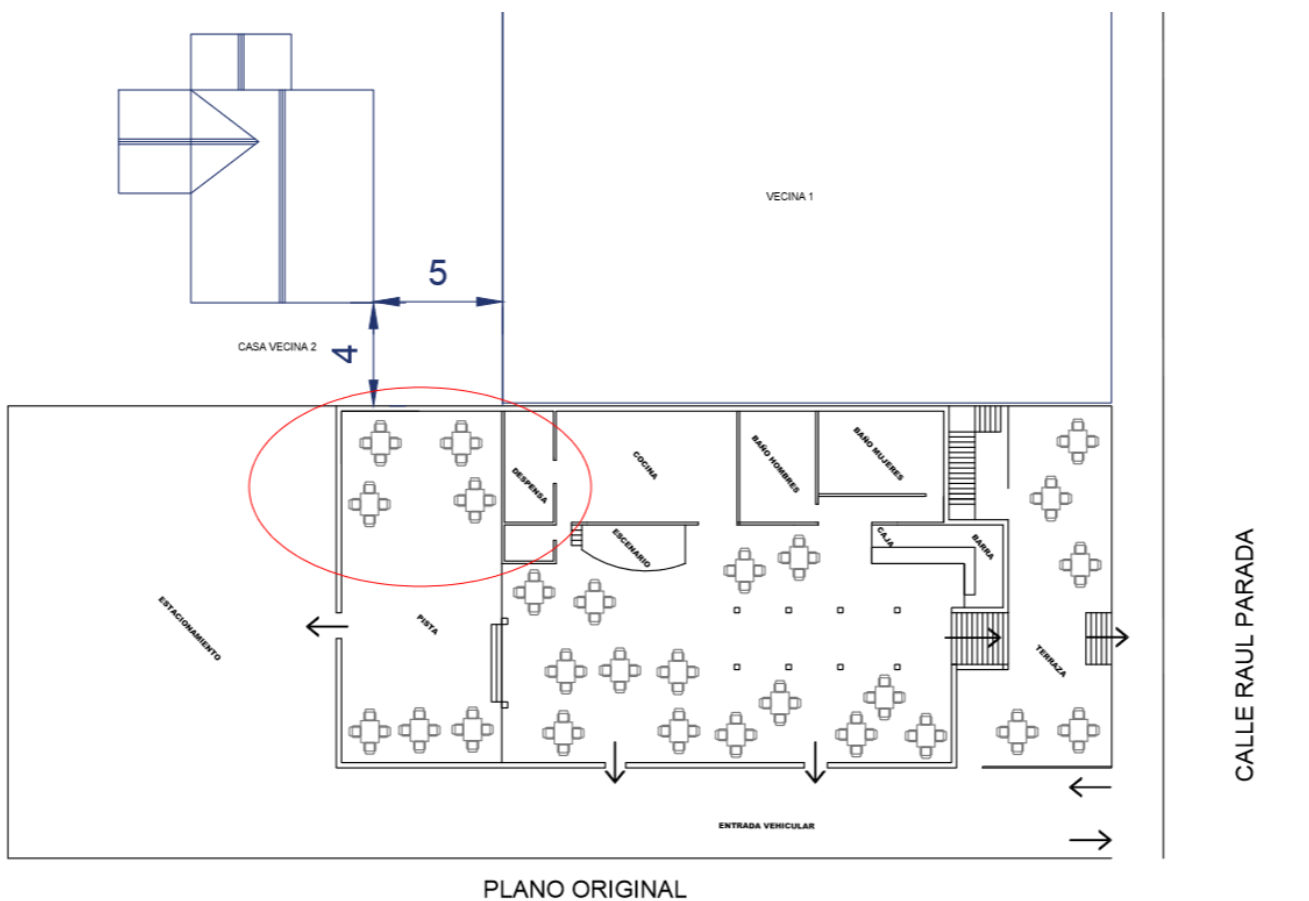 VECINA 1
5
4
CASA VECINA 2
DESPENSA
COCINA
BAÑO HOMBRES
BAÑO MUJERES
ESCENARIO
CAJA
BARRA
ESTACIONAMIENTO
PISTA
TERRAZA
CALLE RAUL PARADA
ENTRADA VEHICULAR
PLANO ORIGINAL